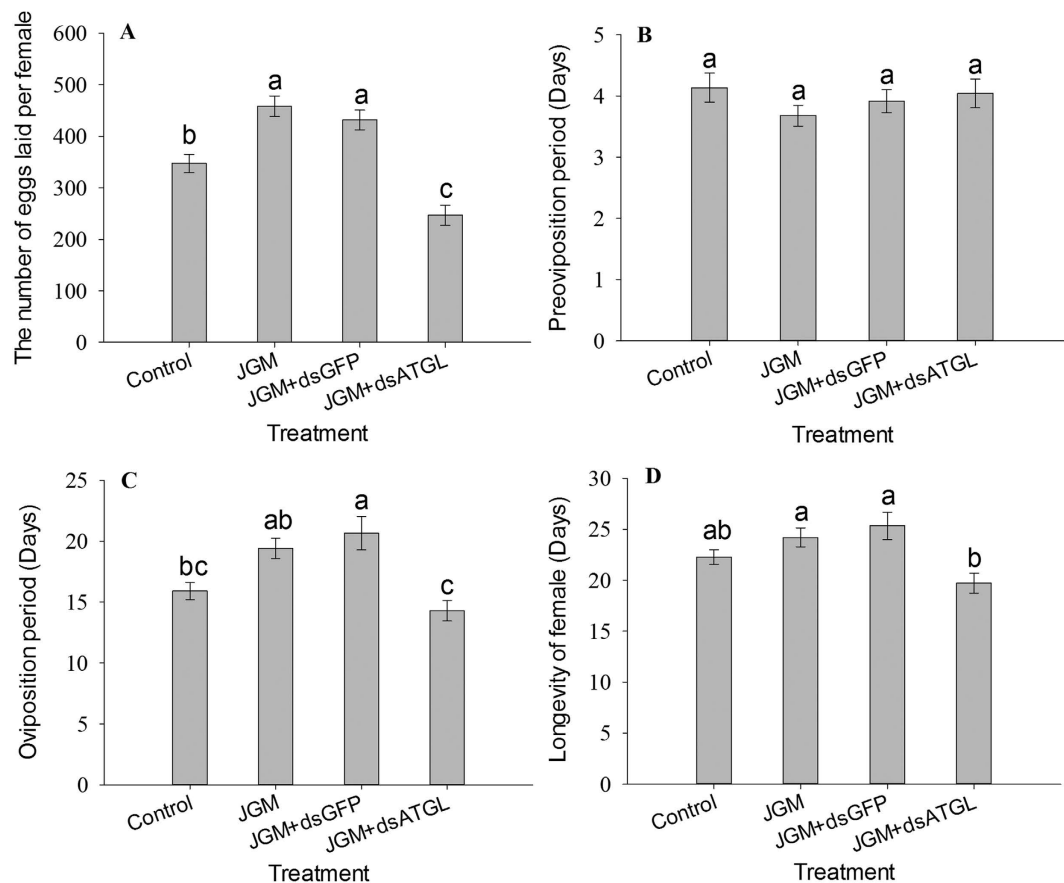 A
The number of eggs laid per female
600
500
400
300
200
100
0
b
a
a
c
Control
JGM
JGM+dsGFP
JGM+dsATGL
Treatment
B
Preoviposition period (Days)
5
4
3
2
1
0
a
a
a
a
Control
JGM
JGM+dsGFP
JGM+dsATGL
Treatment
C
Oviposition period (Days)
25
20
15
10
5
0
bc
ab
a
c
Control
JGM
JGM+dsGFP
JGM+dsATGL
Treatment
D
Longevity of female (Days)
30
25
20
15
10
5
0
ab
a
a
b
Control
JGM
JGM+dsGFP
JGM+dsATGL
Treatment